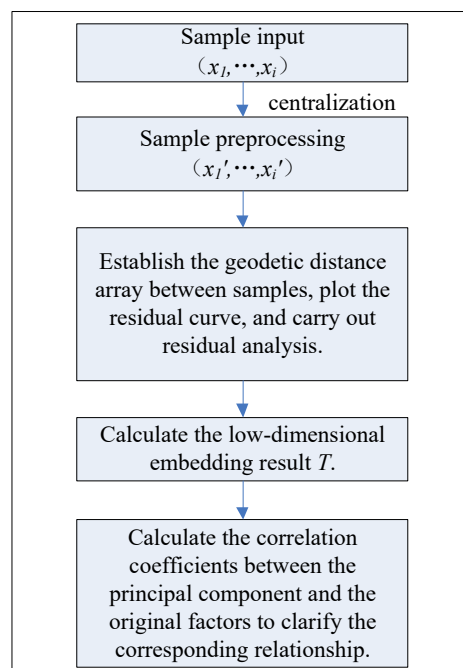 Sample input
（x1,···,xi）
centralization
Sample preprocessing
（x1',···,xi'）
Establish the geodetic distance
array between samples, plot the
residual curve, and carry out
residual analysis.
Calculate the low-dimensional
embedding result T.
Calculate the correlation
coefficients between the
principal component and the
original factors to clarify the
corresponding relationship.